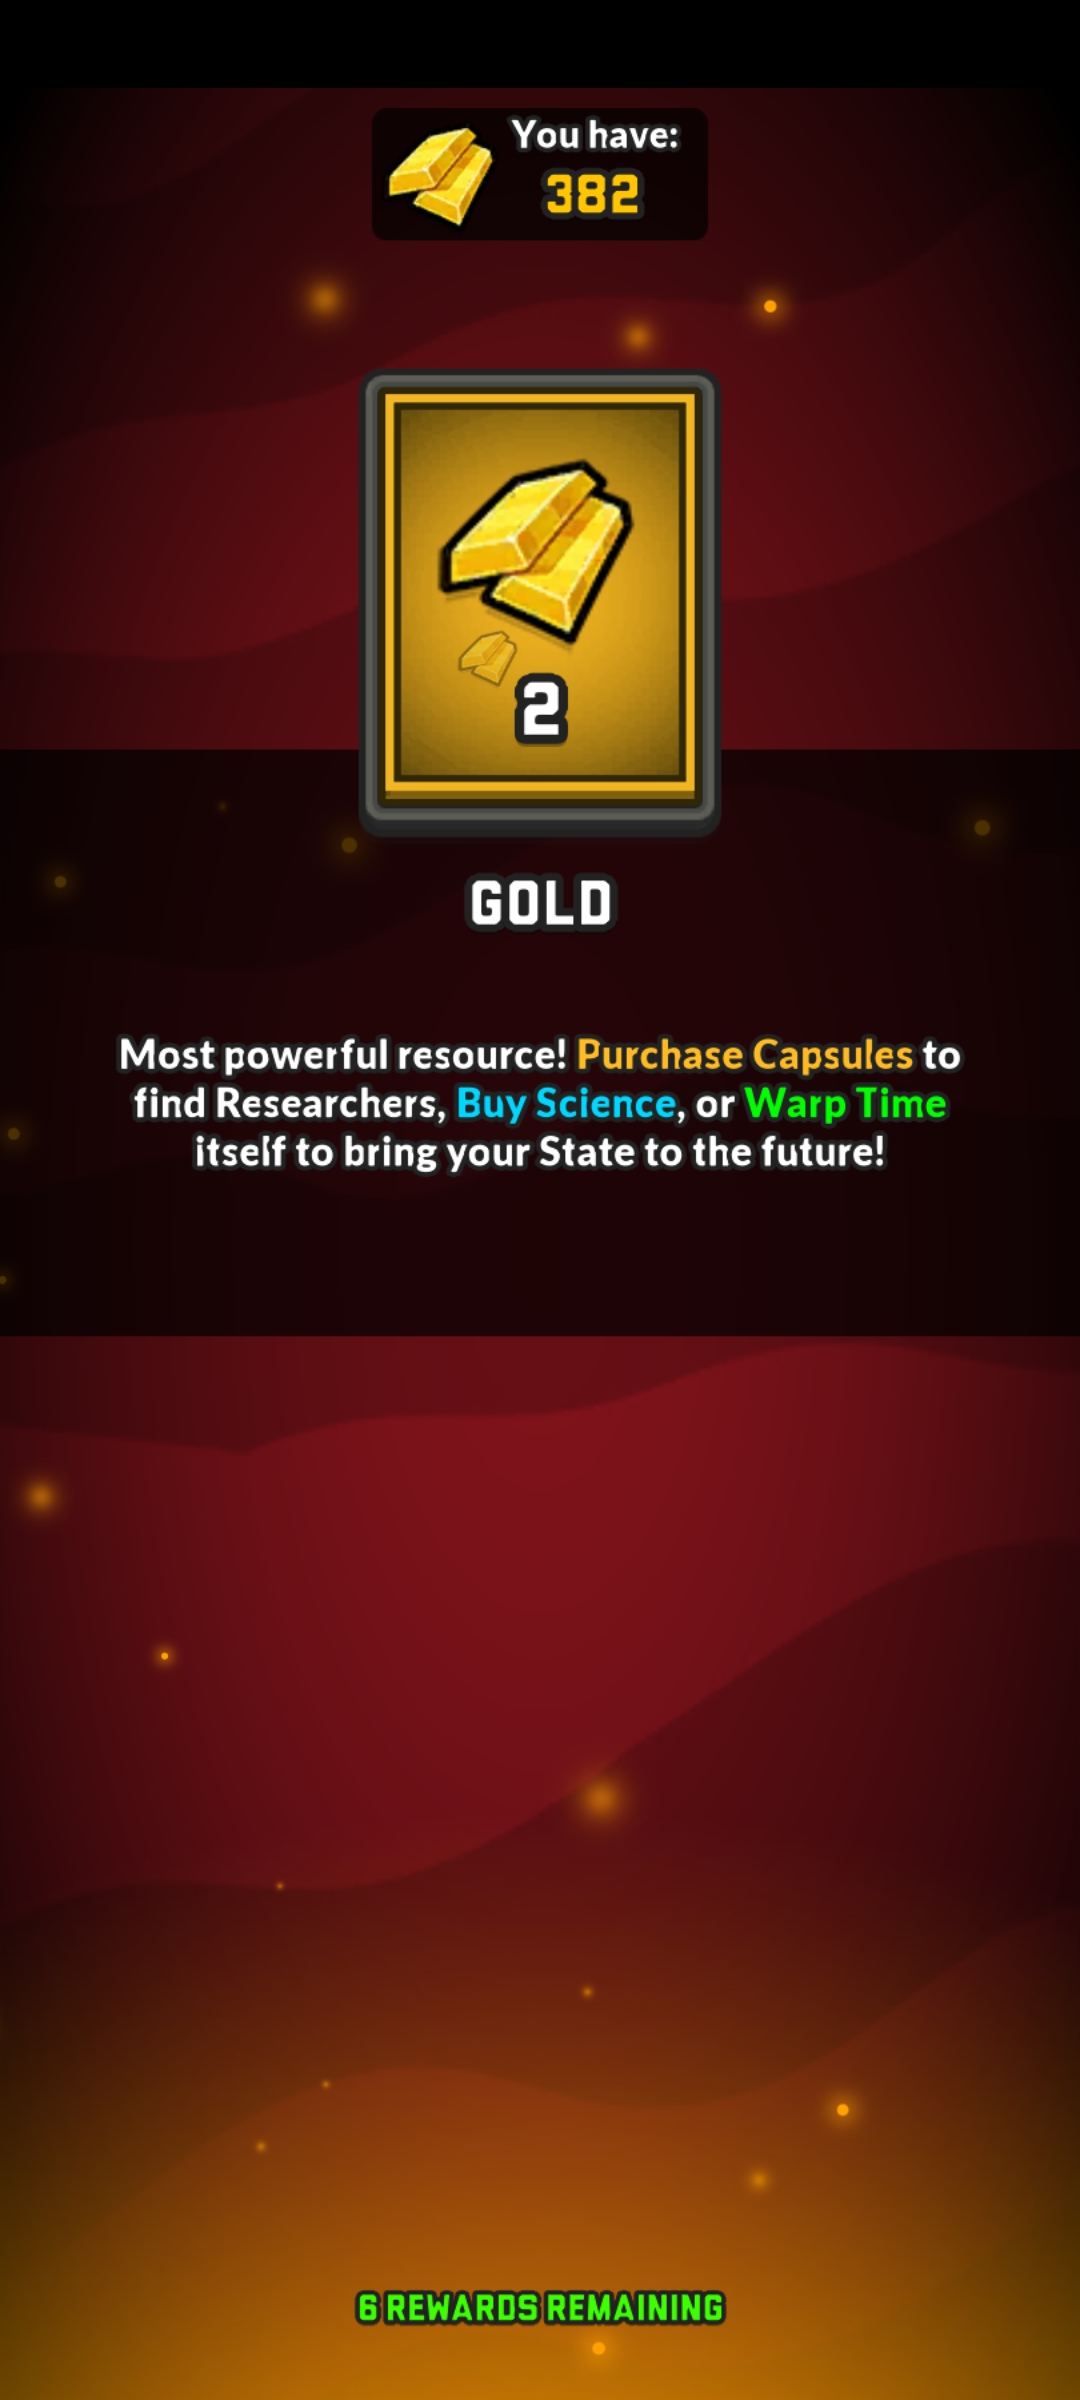 You have:
382
2
GOLD
Most powerful resource! Purchase Capsules to
find Researchers, Buy Science, or Warp Time
itself to bring your State to the future!
6 REWARDS REMAINING